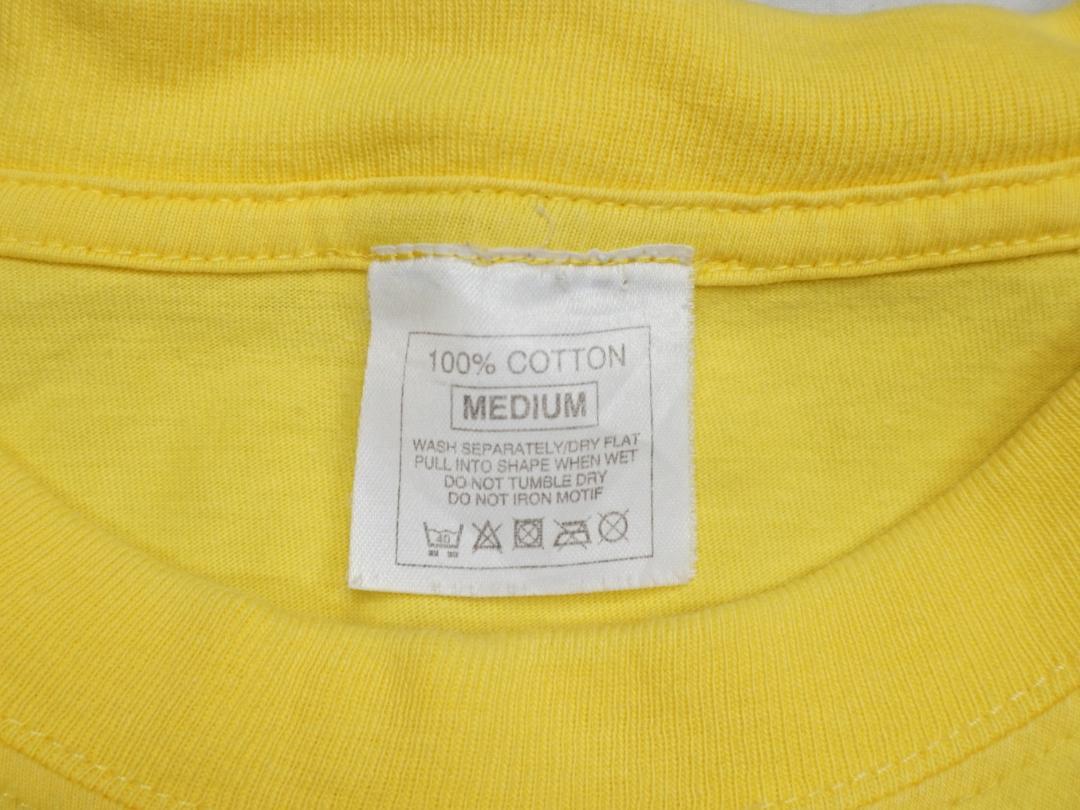 100% COTTON
MEDIUM
WASH SEPARATELY/DRY FLAT
PULL INTO SHAPE WHEN WET
DO NOT TUMBLE DRY
DO NOT IRON MOTIF
40